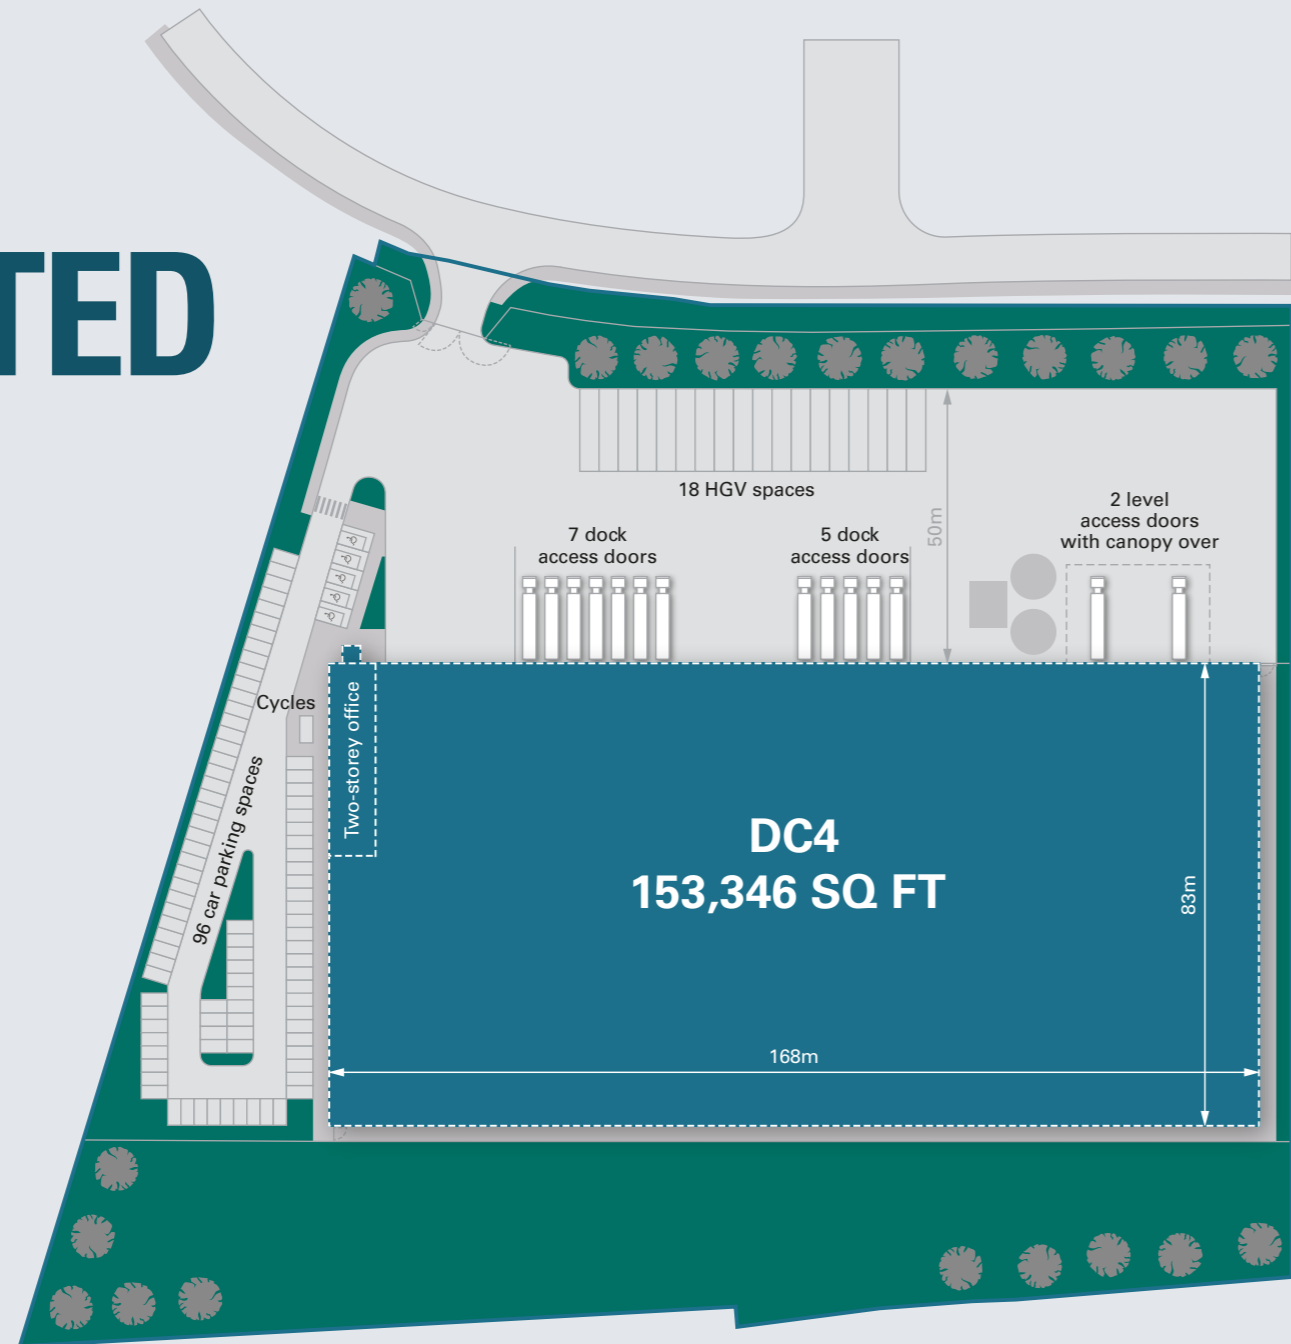 TED
18 HGV spaces
50m
7 dock
access doors
5 dock
access doors
2 level
access doors
with canopy over
Cycles
Two-storey office
96 car parking spaces
DC4
153,346 SQ FT
83m
168m